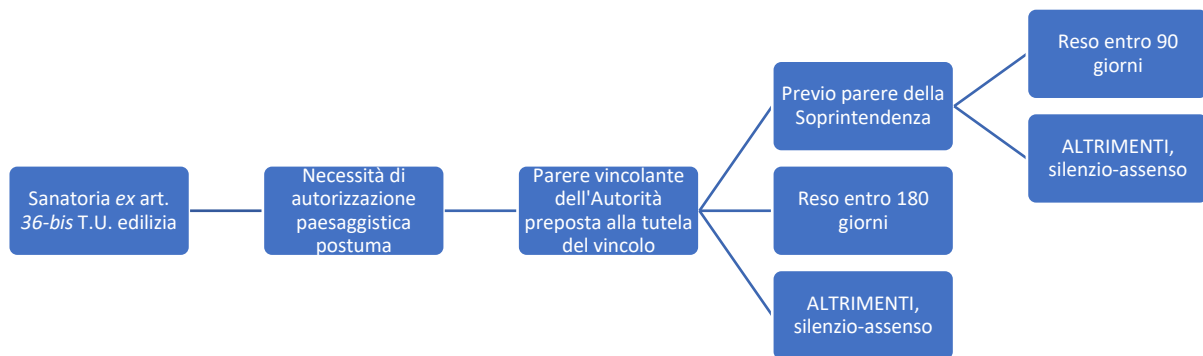 Sanatoria ex art.
36-bis T.U. edilizia
Necessità di
autorizzazione
paesaggistica
postuma
Parere vincolante
dell'Autorità
preposta alla tutela
del vincolo
Previo parere della
Soprintendenza
Reso entro 90
giorni
ALTRIMENTI,
silenzio-assenso
Reso entro 180
giorni
ALTRIMENTI,
silenzio-assenso